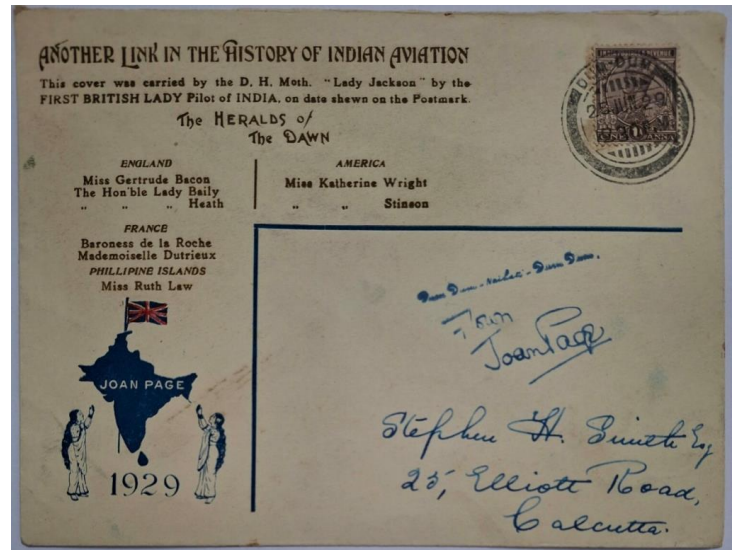 ANOTHER LINK IN THE HISTORY OF INDIAN AVIATION
This cover was carried by the D. H. Moth. "Lady Jackson" by the
FIRST BRITISH LADY Pilot of INDIA, on date shewn on the Postmark.
The HERALDS of
The DAWN
ENGLAND
Miss Gertrude Bacon
The Hon'ble Lady Baily
" " " Heath
AMERICA
Miss Katherine Wright
" " Stinson
FRANCE
Baroness de la Roche
Mademoiselle Dutrieux
PHILLIPINE ISLANDS
Miss Ruth Law
JOAN PAGE
1929
DUM-DUM
29
Dum Dum - Naihati - Dum Dum.
Joan Page
Stephen H. Smith Esq
25, Elliott Road,
Calcutta.